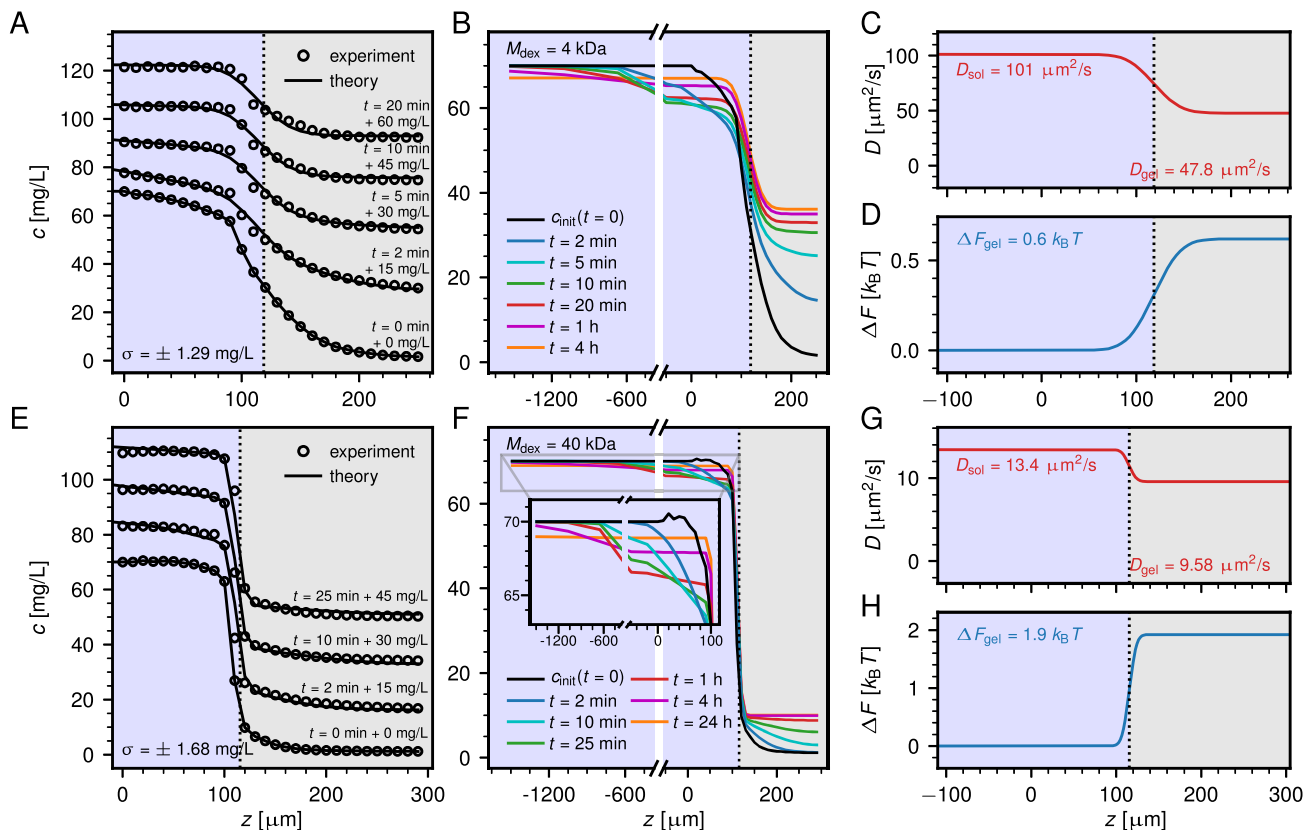 A
c [mg/L]
120
100
80
60
40
20
0
0
100
200
experiment
theory
t = 20 min
+ 60 mg/L
t = 10 min
+ 45 mg/L
t = 5 min
+ 30 mg/L
t = 2 min
+ 15 mg/L
t = 0 min
+ 0 mg/L
σ = ± 1.29 mg/L
B
M_dex = 4 kDa
60
40
20
0
-1200
-600
0
200
c_init(t = 0)
t = 2 min
t = 5 min
t = 10 min
t = 20 min
t = 1 h
t = 4 h
C
D [μm²/s]
100
50
0
D_sol = 101 μm²/s
D_gel = 47.8 μm²/s
D
ΔF [k_BT]
0.5
0.0
ΔF_gel = 0.6 k_BT
−100
0
100
200
E
c [mg/L]
100
80
60
40
20
0
0
100
200
300
z [μm]
experiment
theory
t = 25 min + 45 mg/L
t = 10 min + 30 mg/L
t = 2 min + 15 mg/L
t = 0 min + 0 mg/L
σ = ± 1.68 mg/L
F
M_dex = 40 kDa
60
40
20
0
70
65
-1200
-600
0
100
c_init(t = 0)
t = 2 min
t = 10 min
t = 25 min
t = 1 h
t = 4 h
t = 24 h
-1200
-600
0
200
z [μm]
G
D [μm²/s]
10
0
D_sol = 13.4 μm²/s
D_gel = 9.58 μm²/s
H
ΔF [k_BT]
2
1
0
ΔF_gel = 1.9 k_BT
−100
0
100
200
300
z [μm]